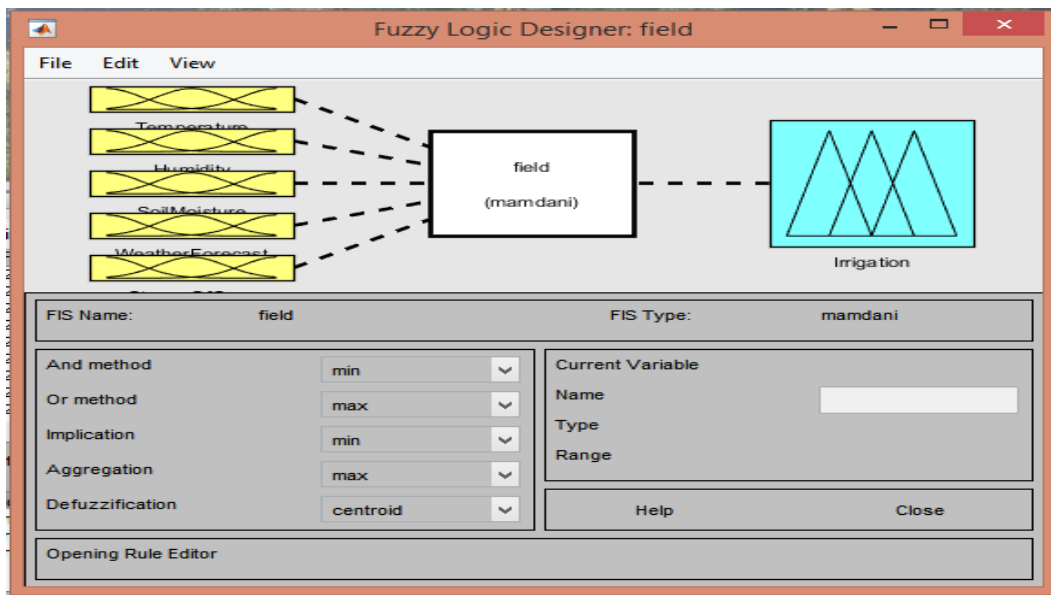 Fuzzy Logic Designer: field
File Edit View
Temperature
Humidity
SoilMoisture
WeatherForecast
field
(mamdani)
Irrigation
FIS Name: field FIS Type: mamdani
And method min
Or method max
Implication min
Aggregation max
Defuzzification centroid
Current Variable
Name
Type
Range
Help Close
Opening Rule Editor